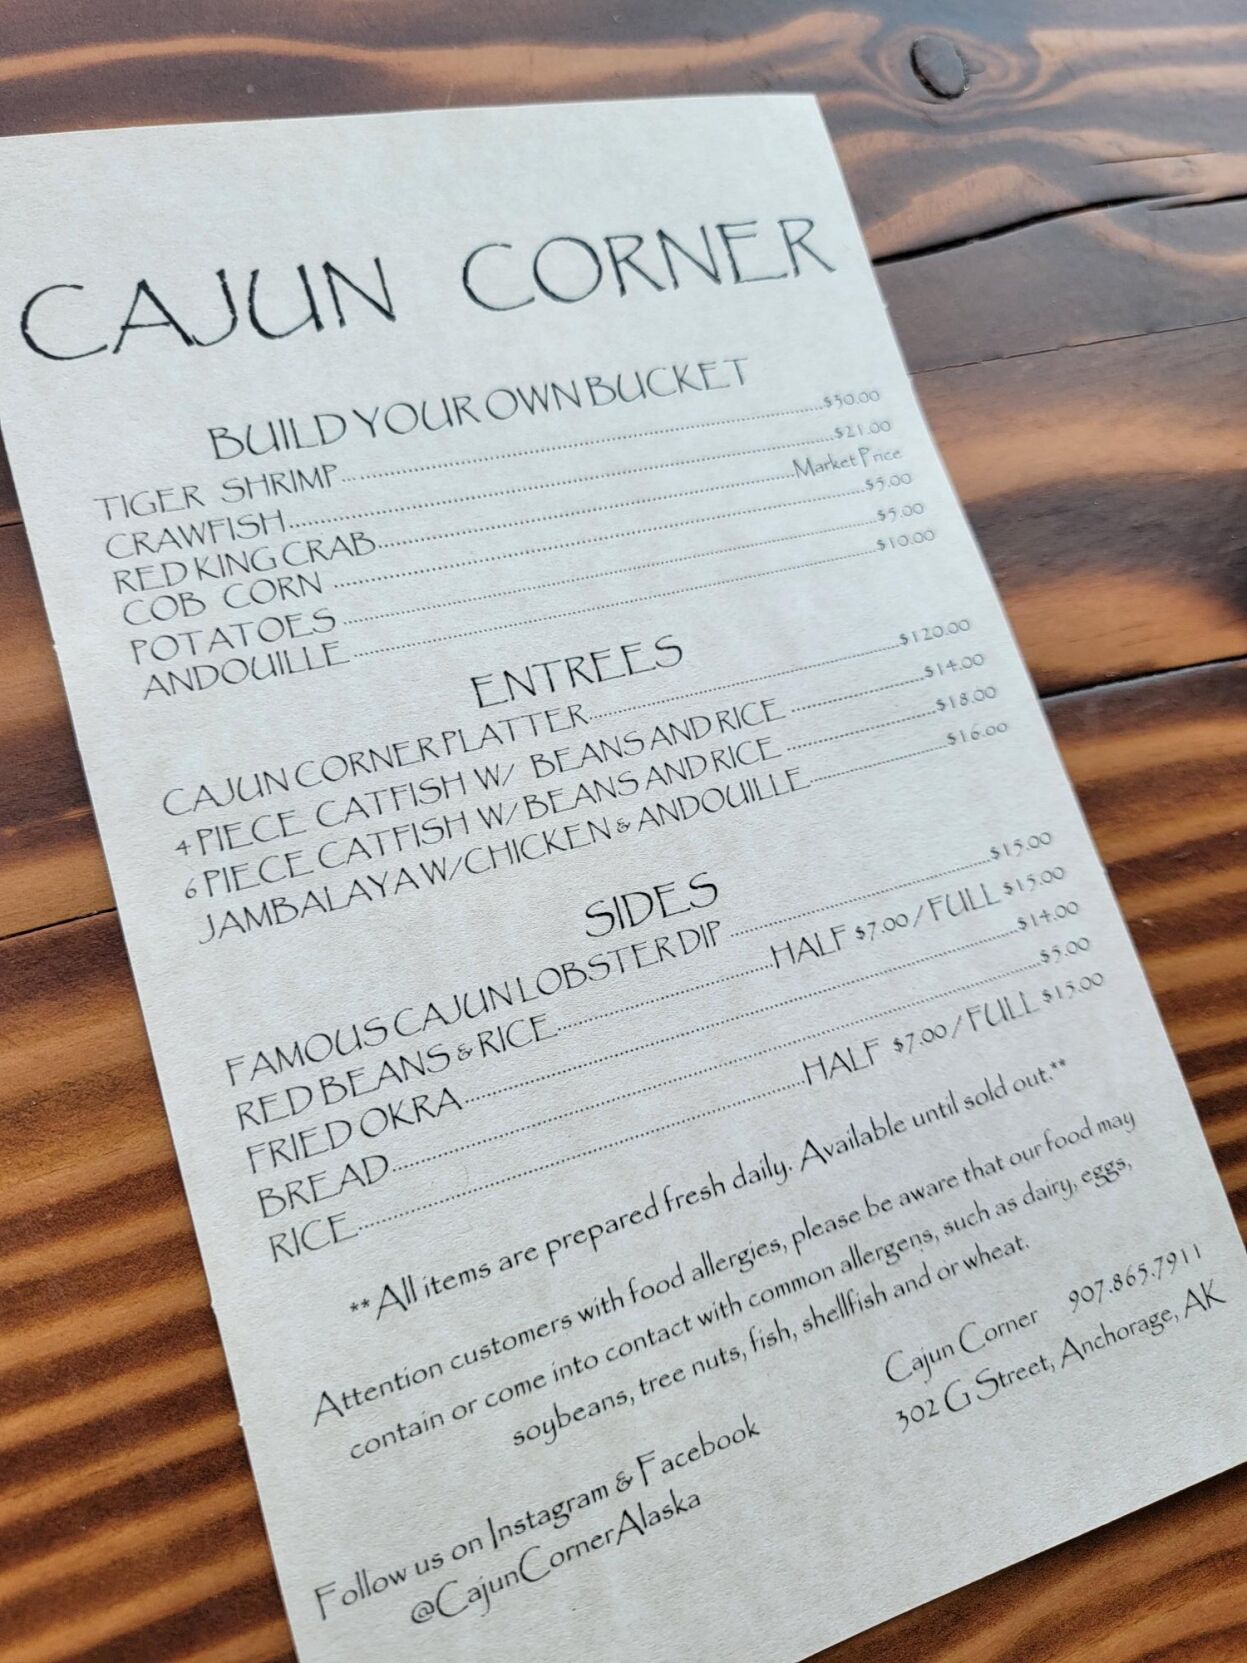 CAJUN CORNER
BUILD YOUR OWN BUCKET
TIGER SHRIMP $30.00
CRAWFISH $21.00
RED KING CRAB Market Price
COB CORN $5.00
POTATOES $5.00
ANDOUILLE $10.00
ENTREES
CAJUN CORNER PLATTER $120.00
4 PIECE CATFISH W/ BEANS AND RICE $14.00
6 PIECE CATFISH W/ BEANS AND RICE $18.00
JAMBALAYA W/CHICKEN & ANDOUILLE $16.00
SIDES
FAMOUS CAJUN LOBSTER DIP $15.00
RED BEANS & RICE HALF $7.00 / FULL $15.00
FRIED OKRA $14.00
BREAD $5.00
RICE HALF $7.00 / FULL $15.00
**All items are prepared fresh daily. Available until sold out.**
Attention customers with food allergies, please be aware that our food may
contain or come into contact with common allergens, such as dairy, eggs,
soybeans, tree nuts, fish, shellfish and or wheat.
Cajun Corner 907.865.7911
302 G Street, Anchorage, AK
Follow us on Instagram & Facebook
@CajunCornerAlaska